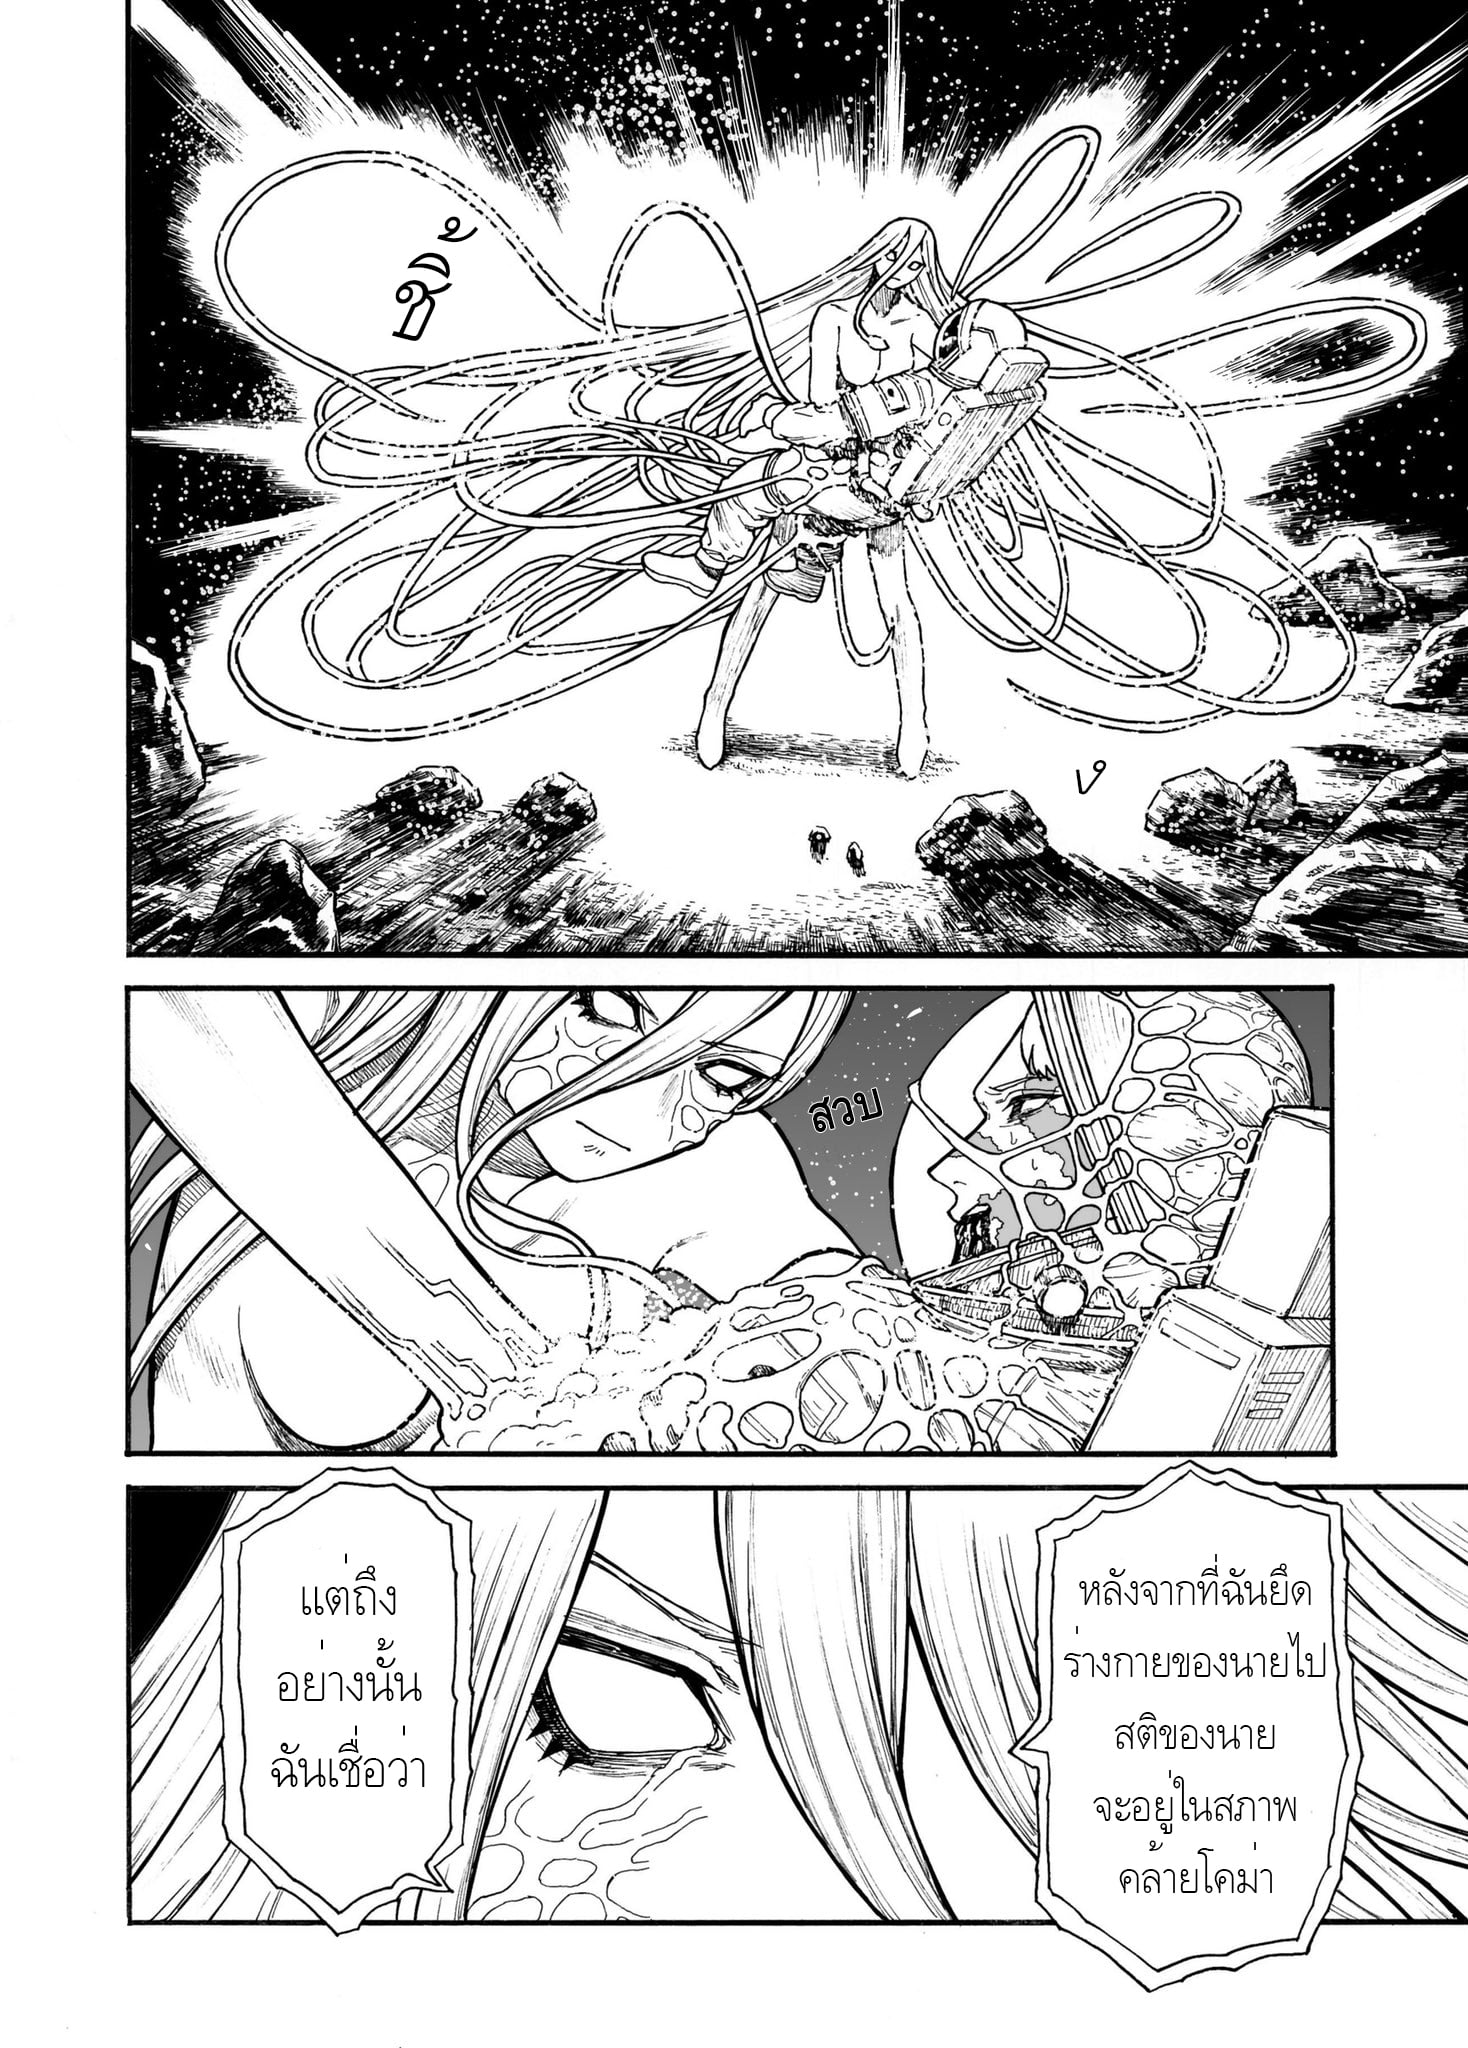 ชิ้
ง
สวบ
หลังจากที่ฉันยึด
ร่างกายของนายไป
สติของนาย
จะอยู่ในสภาพ
คล้ายโคม่า
แต่ถึง
อย่างนั้น
ฉันเชื่อว่า